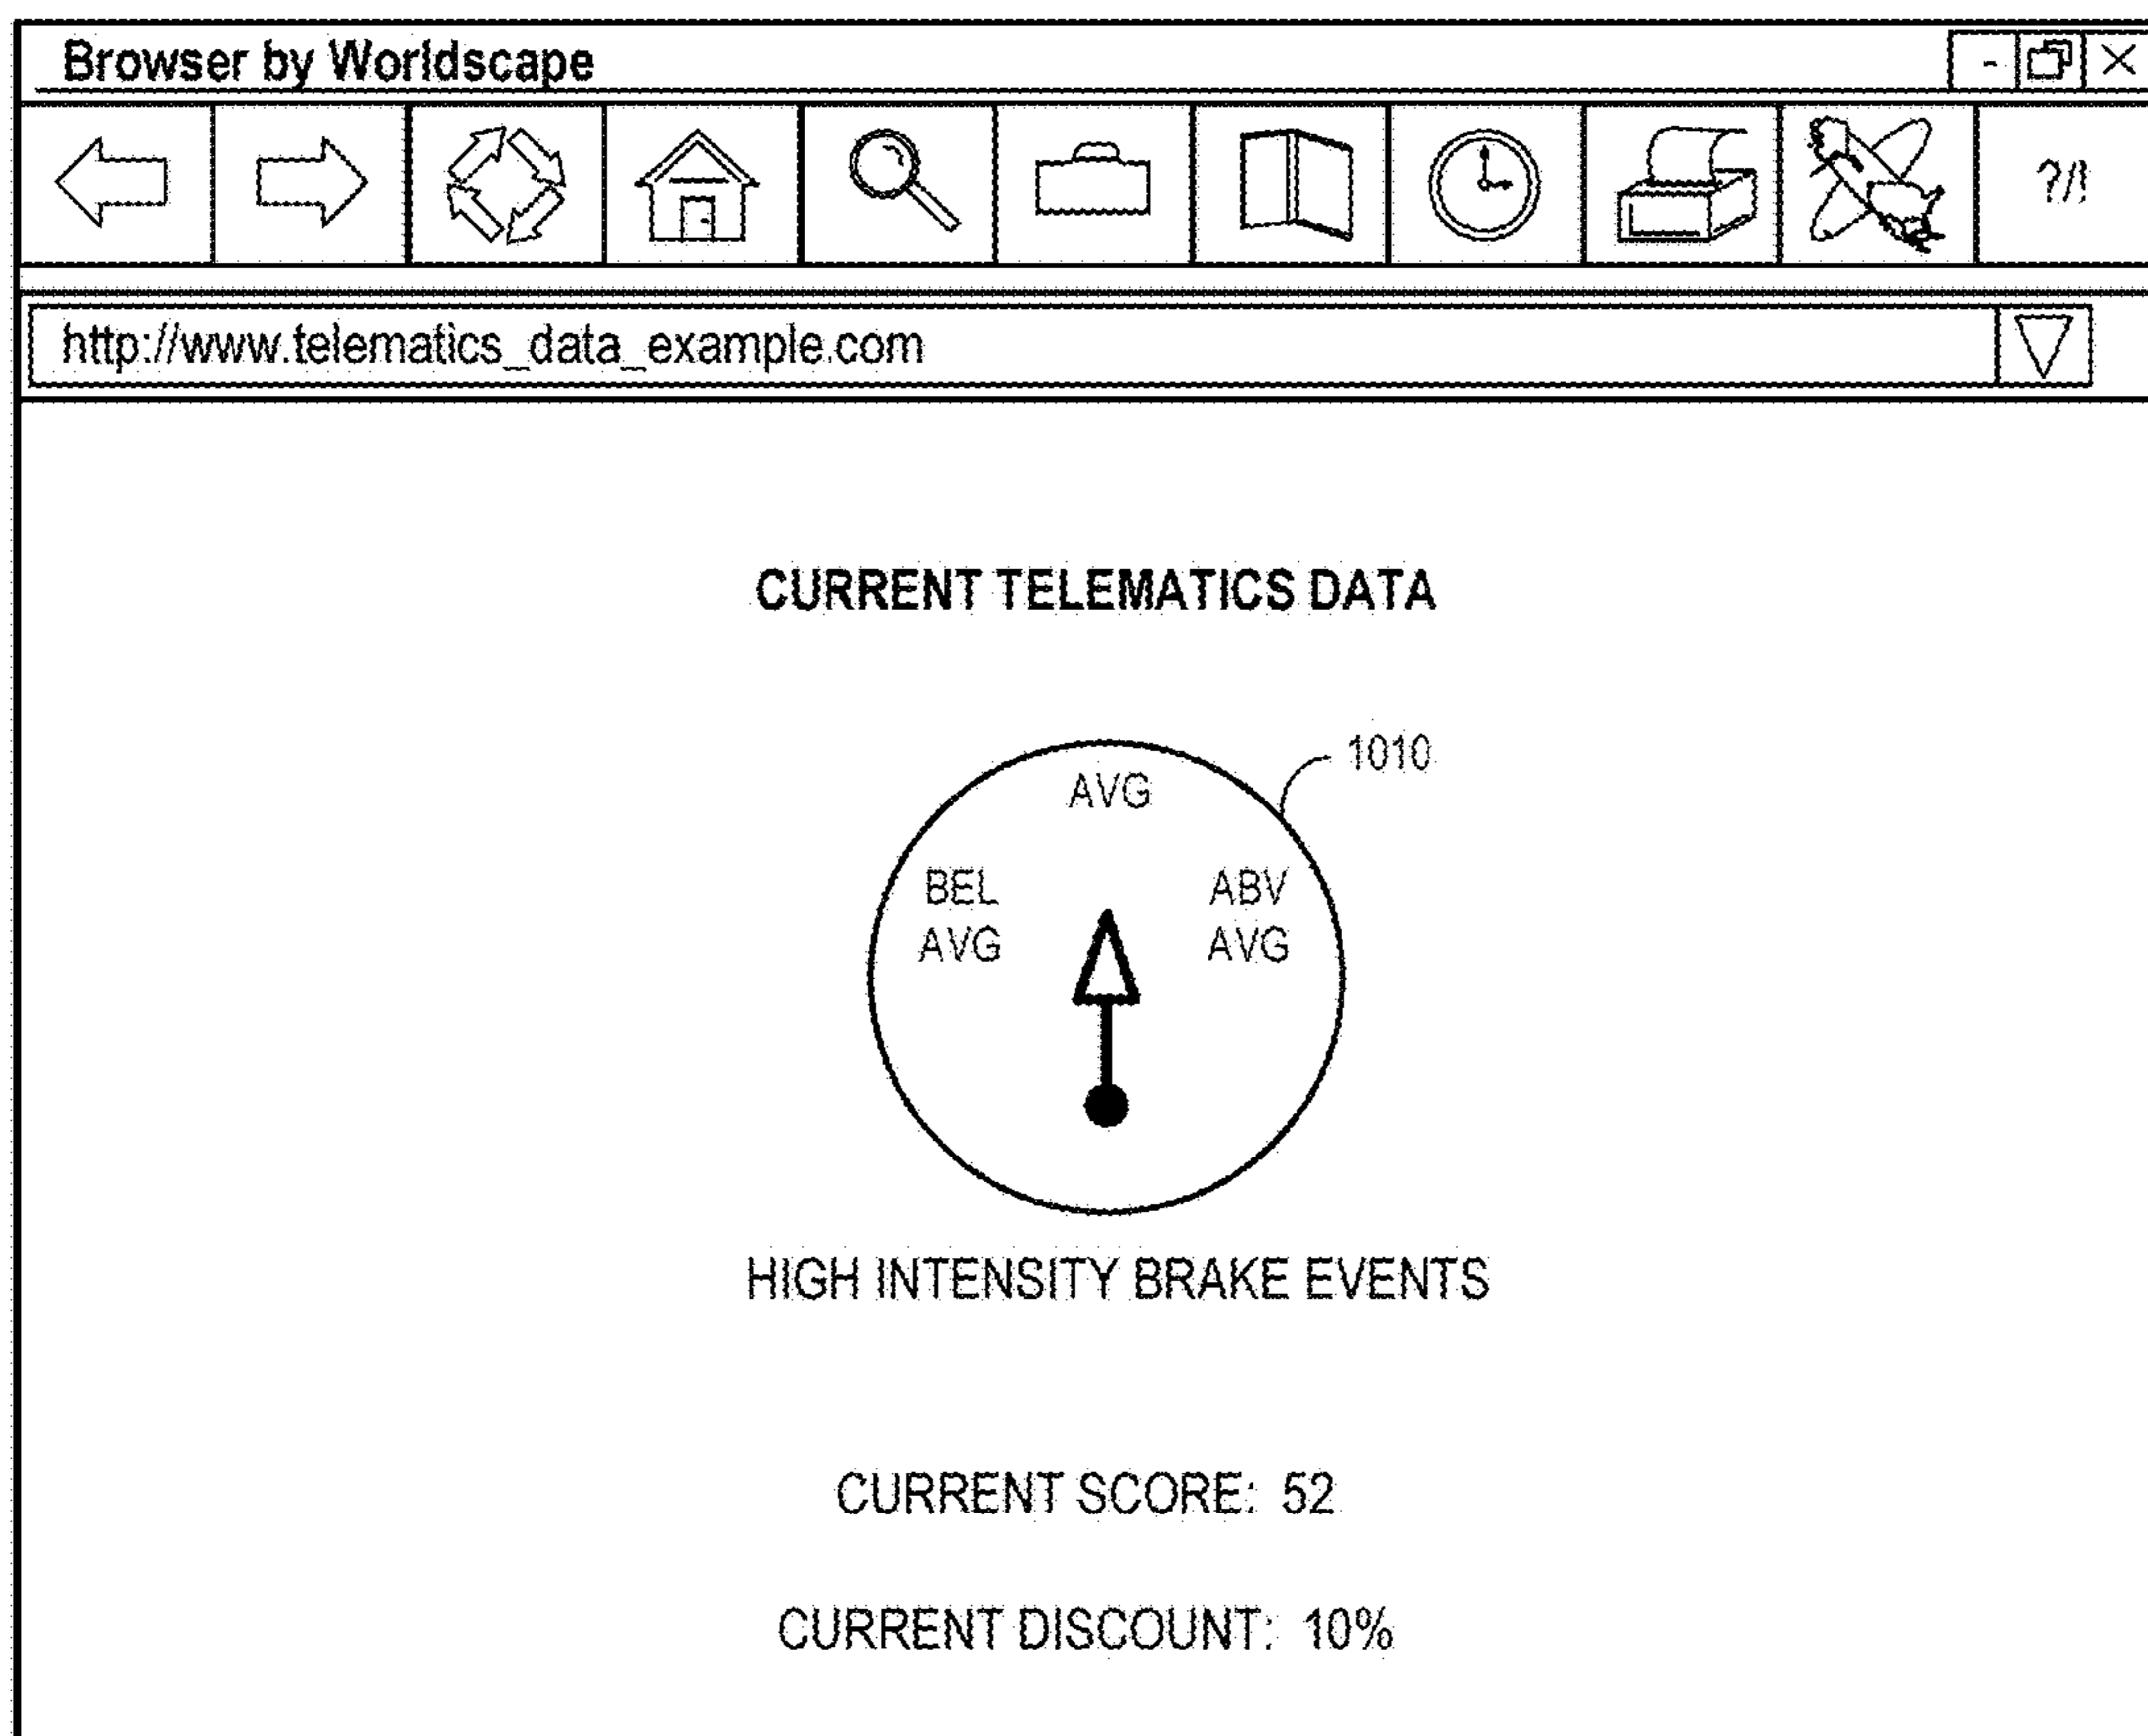 Browser by Worldscape
-
?/!
http://www.telematics_data_example.com
CURRENT TELEMATICS DATA
1010
AVG
BEL
AVG
ABV
AVG
HIGH INTENSITY BRAKE EVENTS
CURRENT SCORE: 52
CURRENT DISCOUNT: 10%